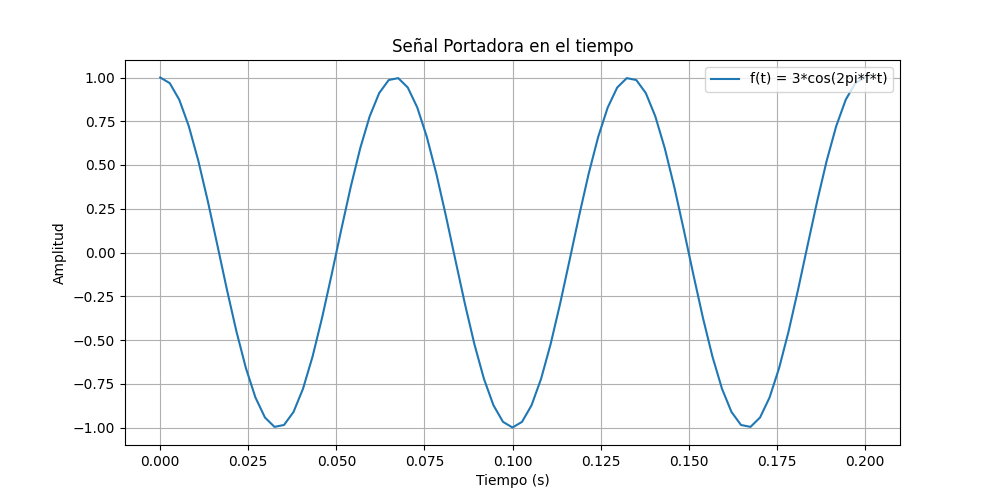 Señal Portadora en el tiempo
f(t) = 3*cos(2pi*f*t)
Amplitud
1.00
0.75
0.50
0.25
0.00
−0.25
−0.50
−0.75
−1.00
0.000 0.025 0.050 0.075 0.100 0.125 0.150 0.175 0.200
Tiempo (s)